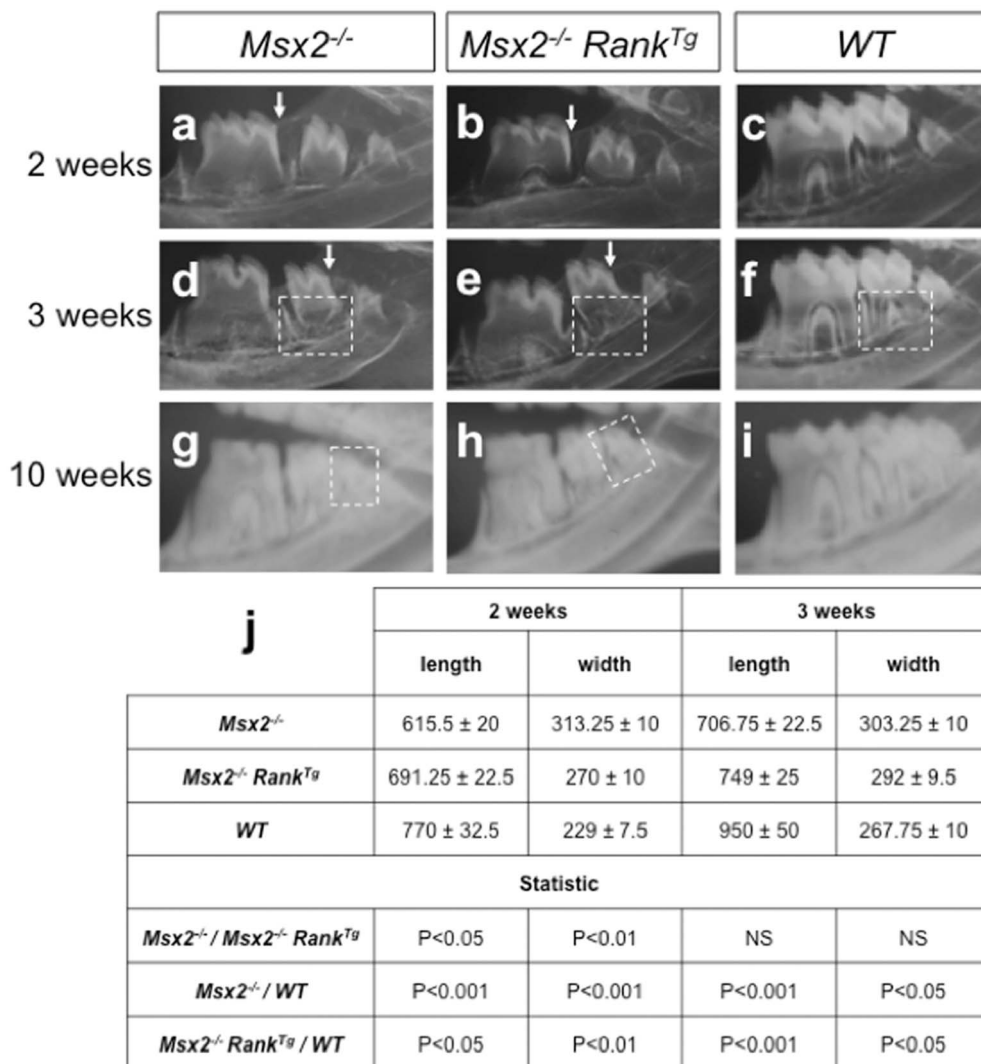 Msx2-/- Msx2-/- RankTg WT
2 weeks a b c
3 weeks d e f
10 weeks g h i
j 2 weeks 3 weeks
length width length width
Msx2-/- 615.5 ± 20 313.25 ± 10 706.75 ± 22.5 303.25 ± 10
Msx2-/- RankTg 691.25 ± 22.5 270 ± 10 749 ± 25 292 ± 9.5
WT 770 ± 32.5 229 ± 7.5 950 ± 50 267.75 ± 10
Statistic
Msx2-/- / Msx2-/- RankTg P<0.05 P<0.01 NS NS
Msx2-/- / WT P<0.001 P<0.001 P<0.001 P<0.05
Msx2-/- RankTg / WT P<0.05 P<0.01 P<0.001 P<0.05